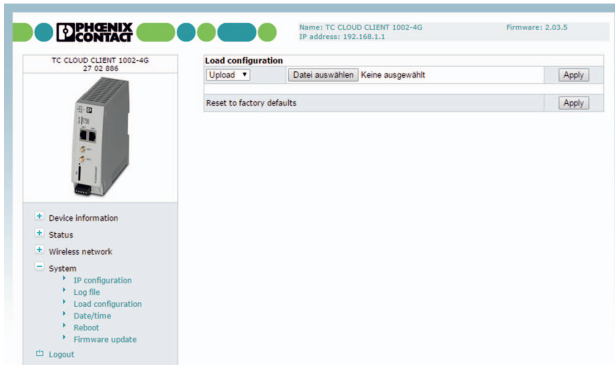 PHŒNIX CONTACT
Name: TC CLOUD CLIENT 1002-4G
IP address: 192.168.1.1
Firmware: 2.03.5
TC CLOUD CLIENT 1002-4G
27 02 886
Device information
Status
Wireless network
System
IP configuration
Log file
Load configuration
Date/time
Reboot
Firmware update
Logout
Load configuration
Upload Datei auswählen Keine ausgewählt Apply
Reset to factory defaults Apply